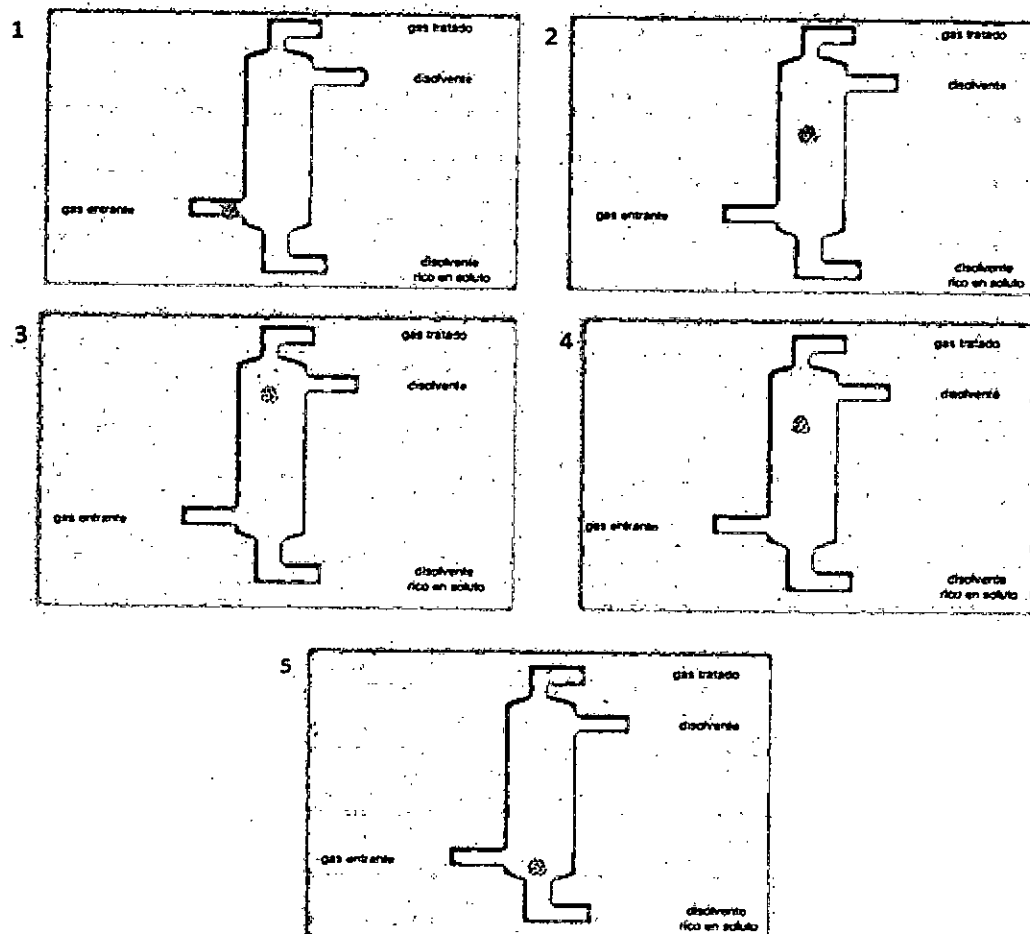 1
gas tratado
disolvente
gas entrante
disolvente
rico en soluto
2
gas tratado
disolvente
gas entrante
disolvente
rico en soluto
3
gas tratado
disolvente
gas entrante
disolvente
rico en soluto
4
gas tratado
disolvente
gas entrante
disolvente
rico en soluto
5
gas tratado
disolvente
gas entrante
disolvente
rico en soluto